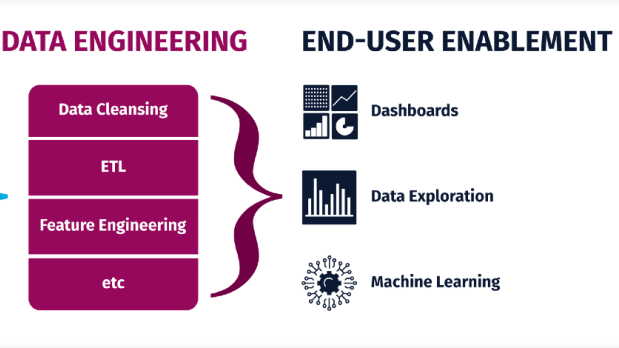 DATA ENGINEERING
Data Cleansing
ETL
Feature Engineering
etc
END-USER ENABLEMENT
Dashboards
Data Exploration
Machine Learning